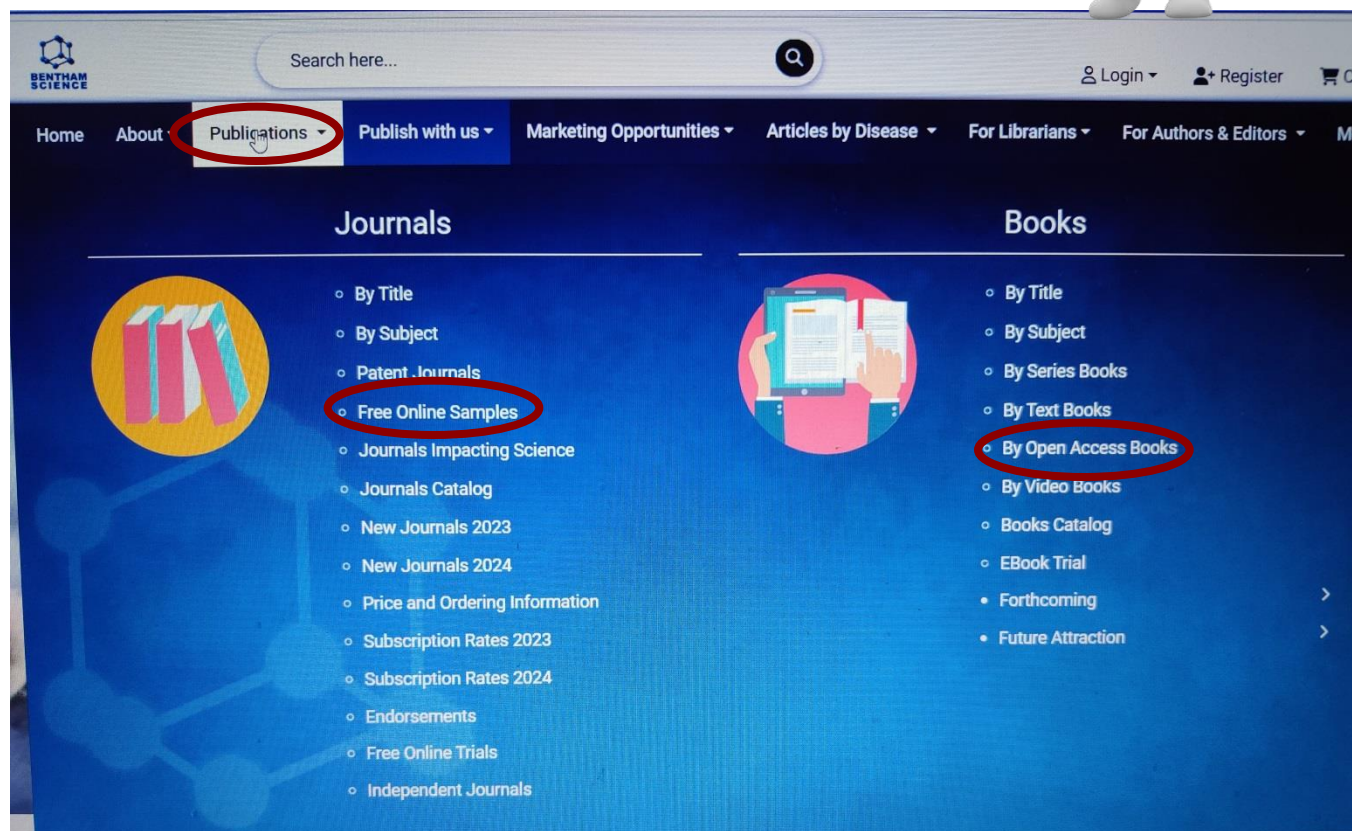 BENTHAM
SCIENCE
Search here...
Login
Register
Home About Publications Publish with us Marketing Opportunities Articles by Disease For Librarians For Authors & Editors
Journals
By Title
By Subject
Patent Journals
Free Online Samples
Journals Impacting Science
Journals Catalog
New Journals 2023
New Journals 2024
Price and Ordering Information
Subscription Rates 2023
Subscription Rates 2024
Endorsements
Free Online Trials
Independent Journals
Books
By Title
By Subject
By Series Books
By Text Books
By Open Access Books
By Video Books
Books Catalog
EBook Trial
Forthcoming
Future Attraction